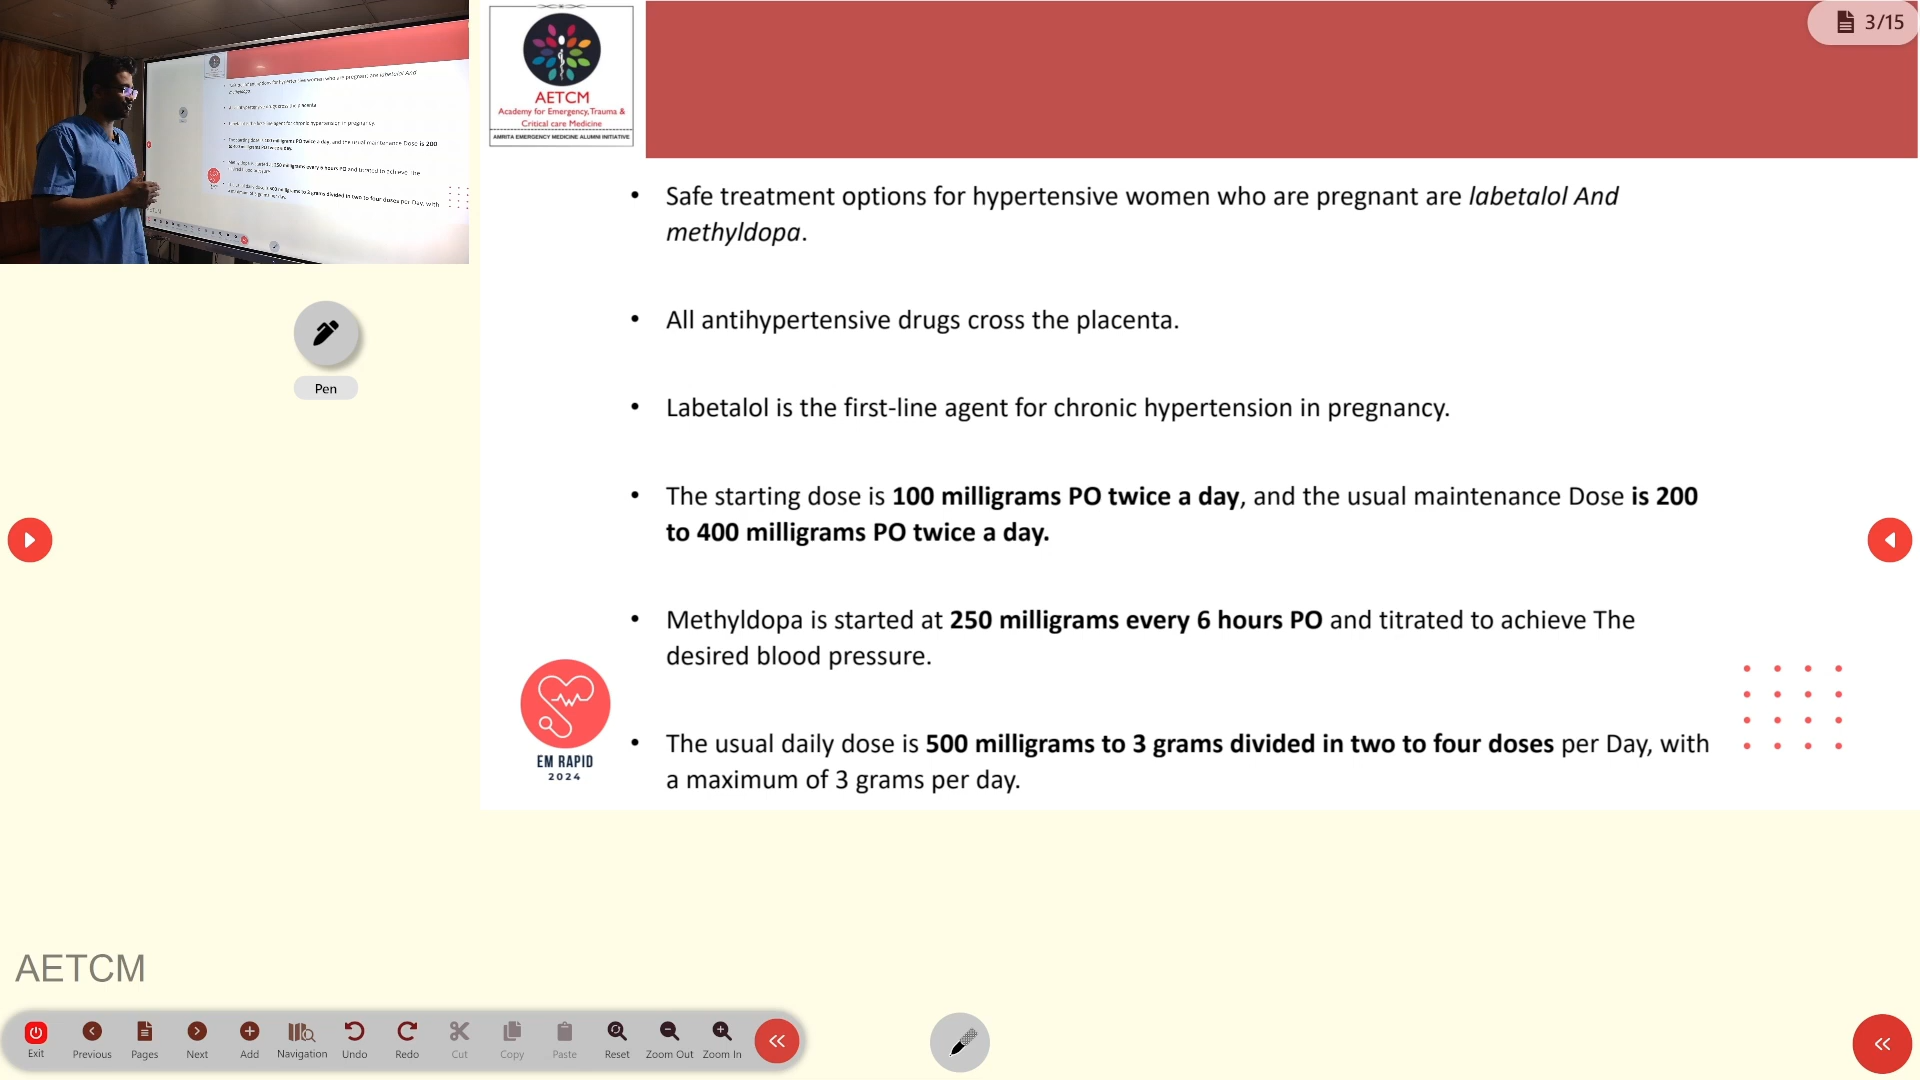 3/15
AETCM
Academy for Emergency, Trauma &
Critical care Medicine
AMRITA EMERGENCY MEDICINE ALUMNI INITIATIVE
• Safe treatment options for hypertensive women who are pregnant are labetalol And
methyldopa.
• All antihypertensive drugs cross the placenta.
• Labetalol is the first-line agent for chronic hypertension in pregnancy.
• The starting dose is 100 milligrams PO twice a day, and the usual maintenance Dose is 200
to 400 milligrams PO twice a day.
• Methyldopa is started at 250 milligrams every 6 hours PO and titrated to achieve The
desired blood pressure.
• The usual daily dose is 500 milligrams to 3 grams divided in two to four doses per Day, with
a maximum of 3 grams per day.
EM RAPID
2024
Pen
AETCM
Exit Previous Pages Next Add Navigation Undo Redo Cut Copy Paste Reset Zoom Out Zoom In